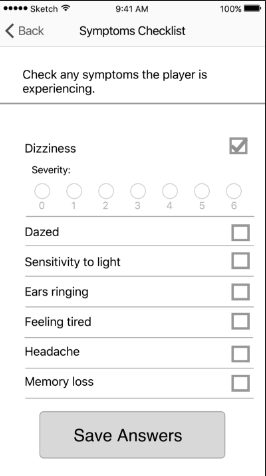 Sketch 9:41 AM 100%
Back Symptoms Checklist
Check any symptoms the player is
experiencing.
Dizziness
Severity:
0 1 2 3 4 5 6
Dazed
Sensitivity to light
Ears ringing
Feeling tired
Headache
Memory loss
Save Answers